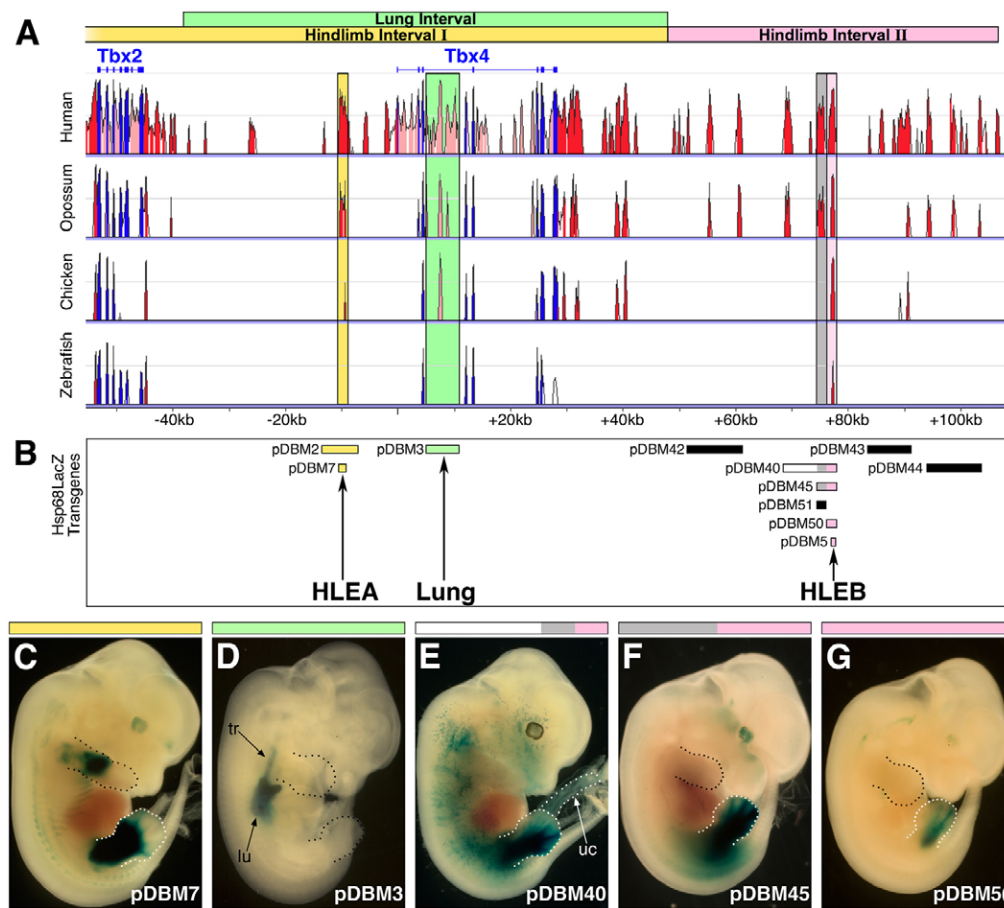 A
Lung Interval
Hindlimb Interval I
Hindlimb Interval II
Tbx2
Tbx4
Human
Opossum
Chicken
Zebrafish
-40kb
-20kb
0
+20kb
+40kb
+60kb
+80kb
+100kb
B
Hsp68LacZ
Transgenes
pDBM2
pDBM3
pDBM42
pDBM43
pDBM7
pDBM40
pDBM44
pDBM45
pDBM51
pDBM50
pDBM5
HLEA
Lung
HLEB
C
D
E
F
G
tr
lu
uc
pDBM7
pDBM3
pDBM40
pDBM45
pDBM50